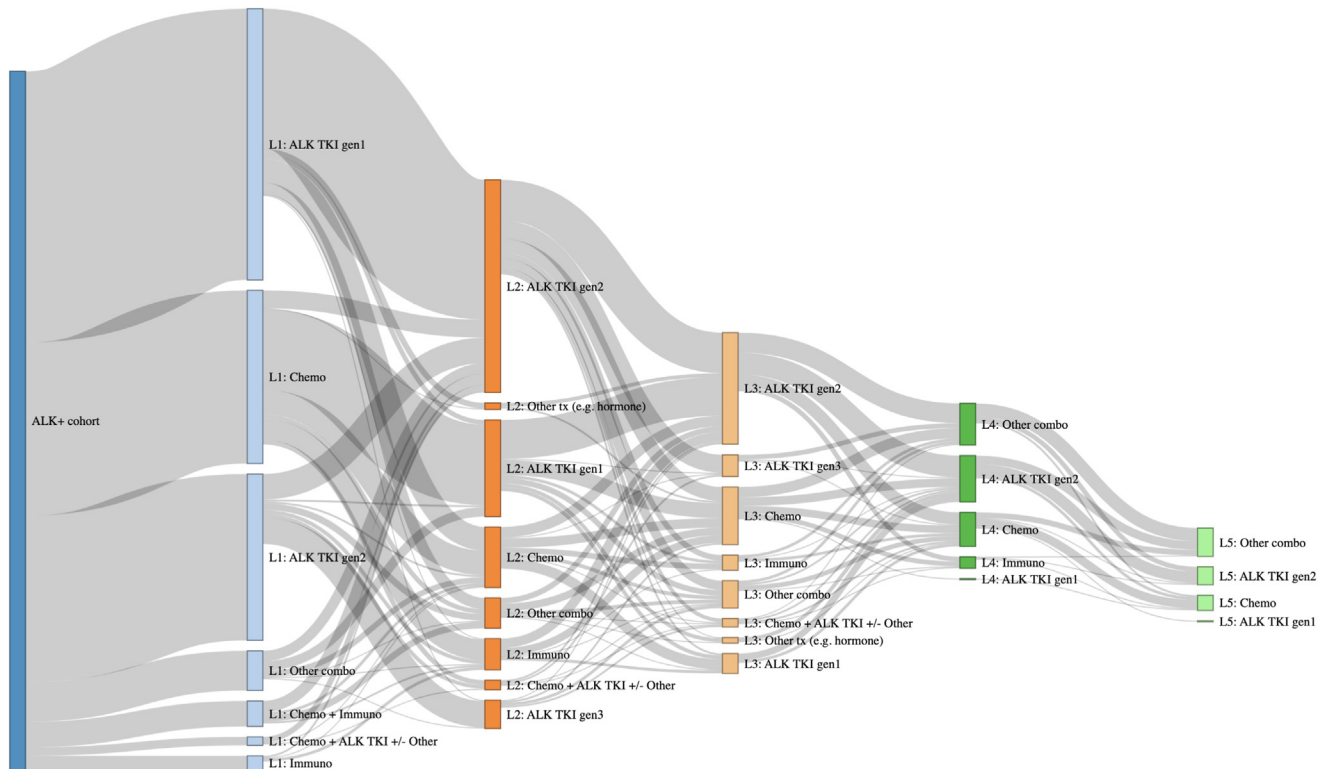 ALK+ cohort
L1: ALK TKI gen1
L1: Chemo
L1: ALK TKI gen2
L1: Other combo
L1: Chemo + Immuno
L1: Chemo + ALK TKI +/- Other
L1: Immuno
L2: ALK TKI gen2
L2: Other tx (e.g. hormone)
L2: ALK TKI gen1
L2: Chemo
L2: Other combo
L2: Immuno
L2: Chemo + ALK TKI +/- Other
L2: ALK TKI gen3
L3: ALK TKI gen2
L3: ALK TKI gen3
L3: Chemo
L3: Immuno
L3: Other combo
L3: Chemo + ALK TKI +/- Other
L3: Other tx (e.g. hormone)
L3: ALK TKI gen1
L4: Other combo
L4: ALK TKI gen2
L4: Chemo
L4: Immuno
L4: ALK TKI gen1
L5: Other combo
L5: ALK TKI gen2
L5: Chemo
L5: ALK TKI gen1